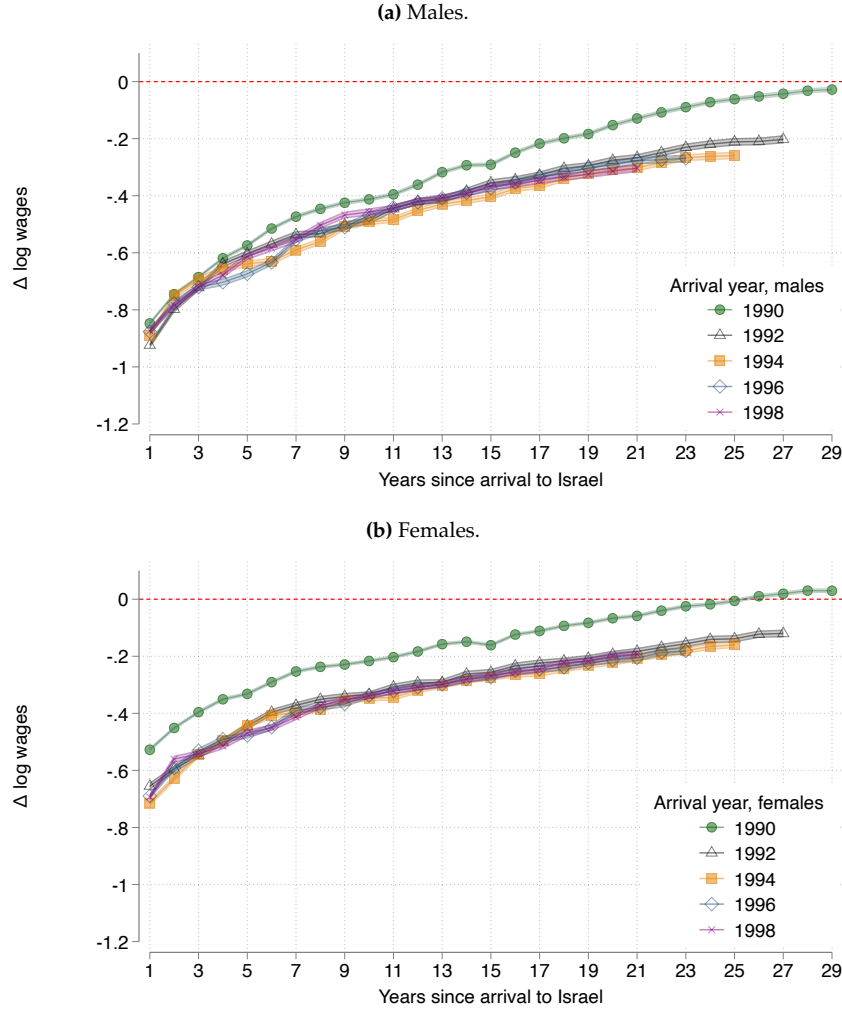 (a) Males.
Δ log wages
0
-.2
-.4
-.6
-.8
-1
-1.2
Arrival year, males
1990
1992
1994
1996
1998
1 3 5 7 9 11 13 15 17 19 21 23 25 27 29
Years since arrival to Israel
(b) Females.
Δ log wages
0
-.2
-.4
-.6
-.8
-1
-1.2
Arrival year, females
1990
1992
1994
1996
1998
1 3 5 7 9 11 13 15 17 19 21 23 25 27 29
Years since arrival to Israel